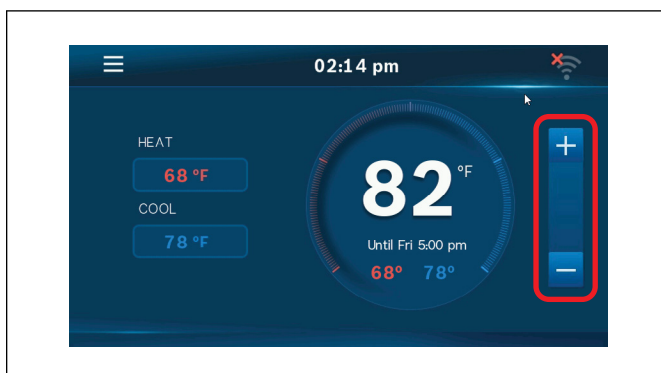 02:14 pm
HEAT
68 °F
COOL
78 °F
82 °F
Until Fri 5:00 pm
68° 78°
+
−